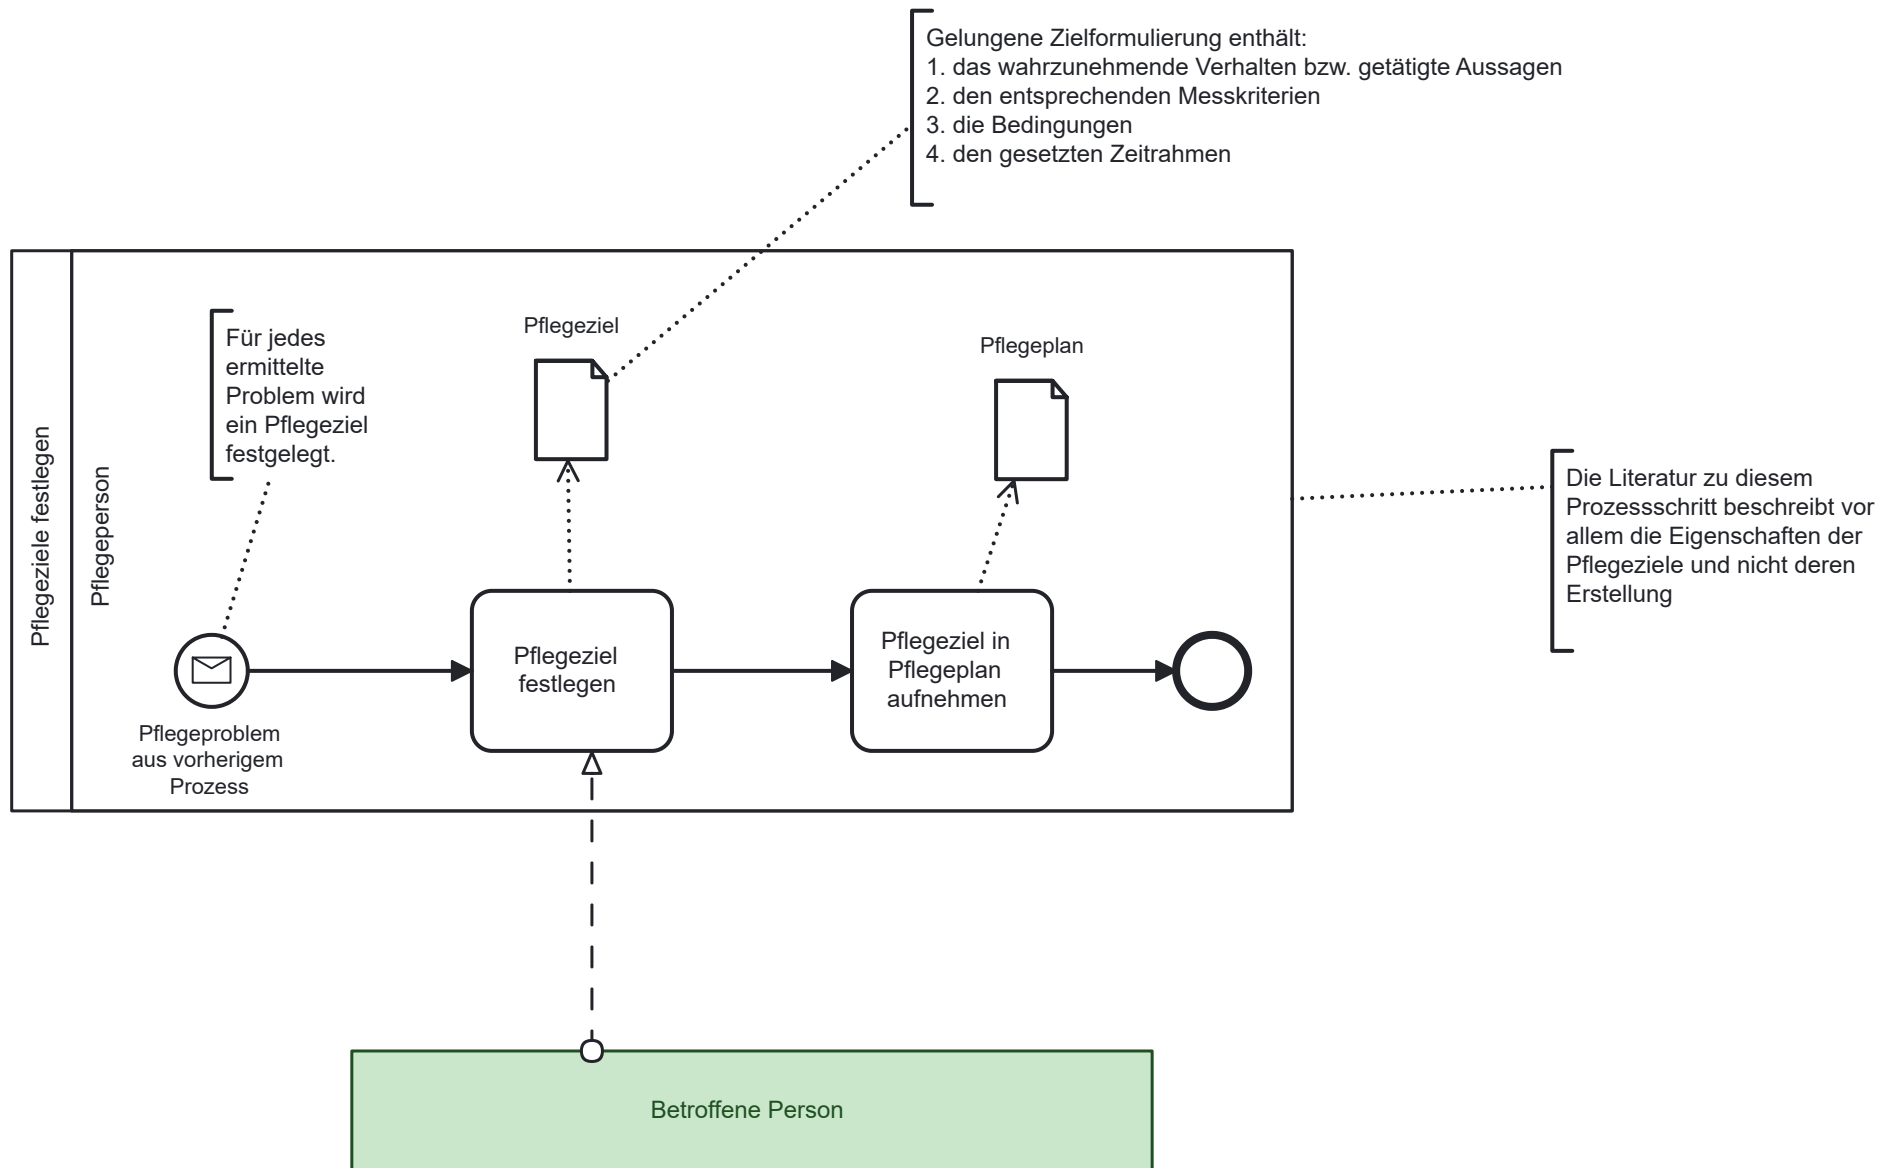 Gelungene Zielformulierung enthält:
1. das wahrzunehmende Verhalten bzw. getätigte Aussagen
2. den entsprechenden Messkriterien
3. die Bedingungen
4. den gesetzten Zeitrahmen
Pflegeziele festlegen
Pflegeperson
Für jedes
ermittelte
Problem wird
ein Pflegeziel
festgelegt.
Pflegeziel
Pflegeplan
Die Literatur zu diesem
Prozessschritt beschreibt vor
allem die Eigenschaften der
Pflegeziele und nicht deren
Erstellung
Pflegeproblem
aus vorherigem
Prozess
Pflegeziel
festlegen
Pflegeziel in
Pflegeplan
aufnehmen
Betroffene Person